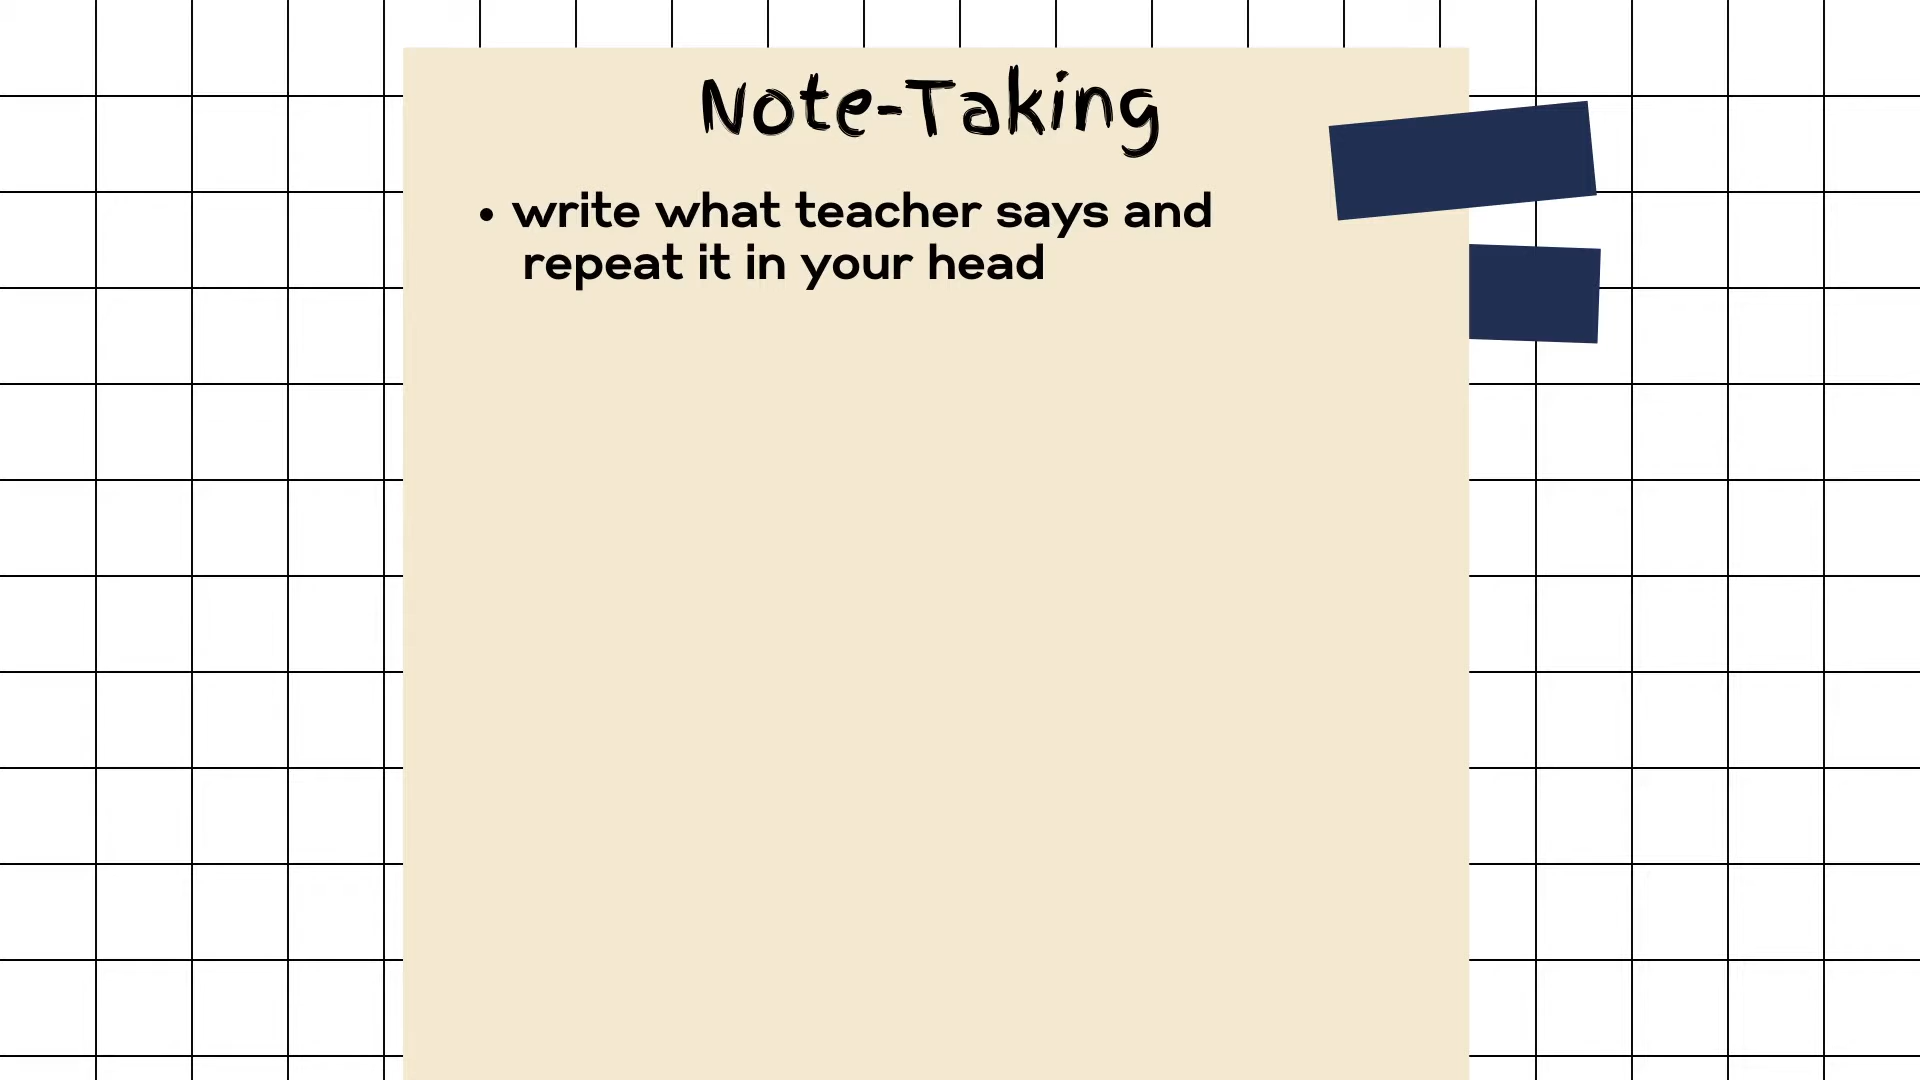 Note-Taking
• write what teacher says and
repeat it in your head